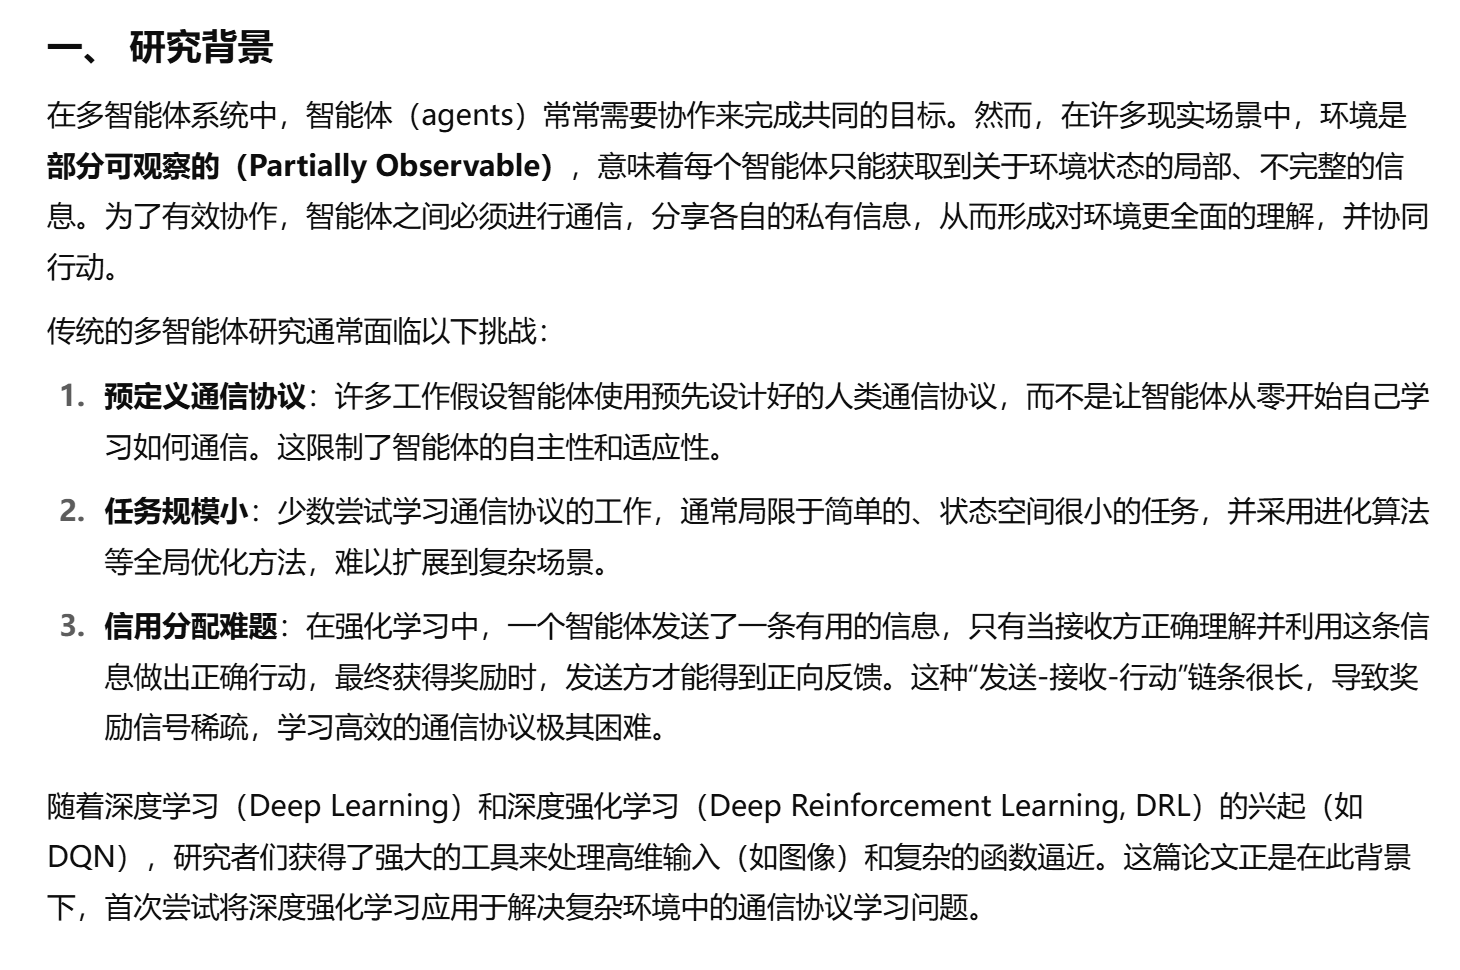 一、 研究背景
在多智能体系统中，智能体（agents）常常需要协作来完成共同的目标。然而，在许多现实场景中，环境是
部分可观察的（Partially Observable），意味着每个智能体只能获取到关于环境状态的局部、不完整的信
息。为了有效协作，智能体之间必须进行通信，分享各自的私有信息，从而形成对环境更全面的理解，并协同
行动。
传统的多智能体研究通常面临以下挑战：
1. 预定义通信协议：许多工作假设智能体使用预先设计好的人类通信协议，而不是让智能体从零开始自己学
习如何通信。这限制了智能体的自主性和适应性。
2. 任务规模小：少数尝试学习通信协议的工作，通常局限于简单的、状态空间很小的任务，并采用进化算法
等全局优化方法，难以扩展到复杂场景。
3. 信用分配难题：在强化学习中，一个智能体发送了一条有用的信息，只有当接收方正确理解并利用这条信
息做出正确行动，最终获得奖励时，发送方才能得到正向反馈。这种“发送-接收-行动”链条很长，导致奖
励信号稀疏，学习高效的通信协议极其困难。
随着深度学习（Deep Learning）和深度强化学习（Deep Reinforcement Learning, DRL）的兴起（如
DQN），研究者们获得了强大的工具来处理高维输入（如图像）和复杂的函数逼近。这篇论文正是在此背景
下，首次尝试将深度强化学习应用于解决复杂环境中的通信协议学习问题。